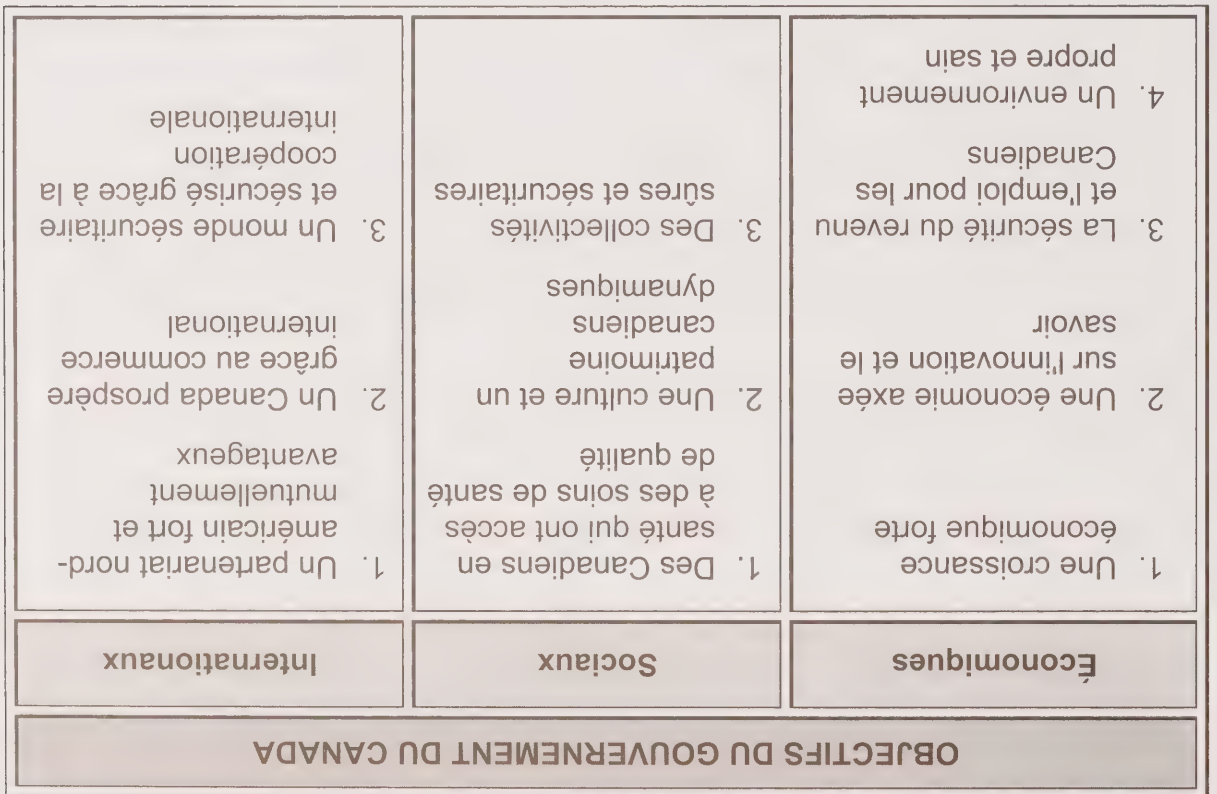 OBJECTIFS DU GOUVERNEMENT DU CANADA
Économiques
1. Une croissance
économique forte
2. Une économie axée
sur l'innovation et le
savoir
3. La sécurité du revenu
et l'emploi pour les
Canadiens
4. Un environnement
propre et sain
Sociaux
1. Des Canadiens en
santé qui ont accès
à des soins de santé
de qualité
2. Une culture et un
patrimoine
canadiens
dynamiques
3. Des collectivités
sûres et sécuritaires
Internationaux
1. Un partenariat nord-
américain fort et
mutuellement
avantageux
2. Un Canada prospère
grâce au commerce
international
3. Un monde sécuritaire
et sécurisé grâce à la
coopération
internationale